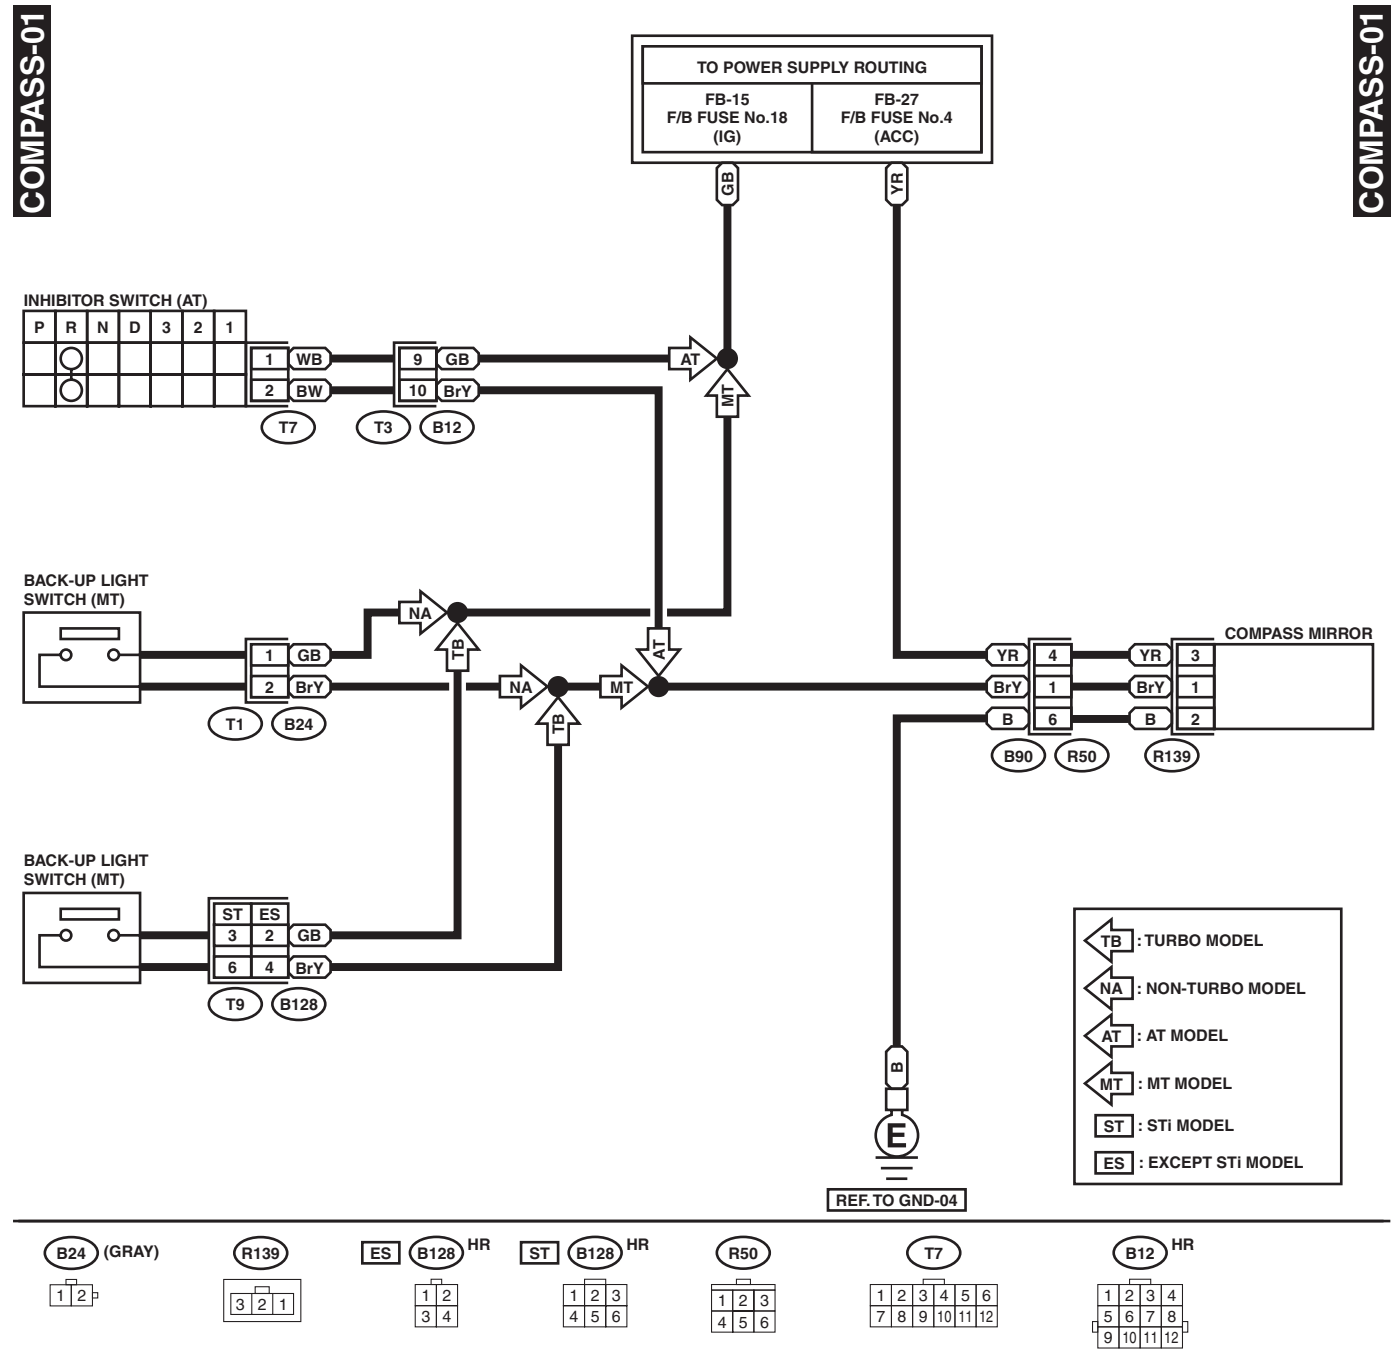 COMPASS-01
COMPASS-01
TO POWER SUPPLY ROUTING
FB-15
F/B FUSE No.18
(IG)
FB-27
F/B FUSE No.4
(ACC)
GB
YR
INHIBITOR SWITCH (AT)
P R N D 3 2 1
1 WB 9 GB AT
2 BW 10 BrY MT
T7 T3 B12
BACK-UP LIGHT
SWITCH (MT)
NA
TB
AT
1 GB
2 BrY NA MT
TB
T1 B24
COMPASS MIRROR
YR 4 YR 3
BrY 1 BrY 1
B 6 B 2
B90 R50 R139
BACK-UP LIGHT
SWITCH (MT)
ST ES
3 2 GB
6 4 BrY
T9 B128
B
E
REF. TO GND-04
TB : TURBO MODEL
NA : NON-TURBO MODEL
AT : AT MODEL
MT : MT MODEL
ST : STi MODEL
ES : EXCEPT STi MODEL
B24 (GRAY)
1 2
R139
3 2 1
ES B128 HR
1 2
3 4
ST B128 HR
1 2 3
4 5 6
R50
1 2 3
4 5 6
T7
1 2 3 4 5 6
7 8 9 10 11 12
B12 HR
1 2 3 4
5 6 7 8
9 10 11 12